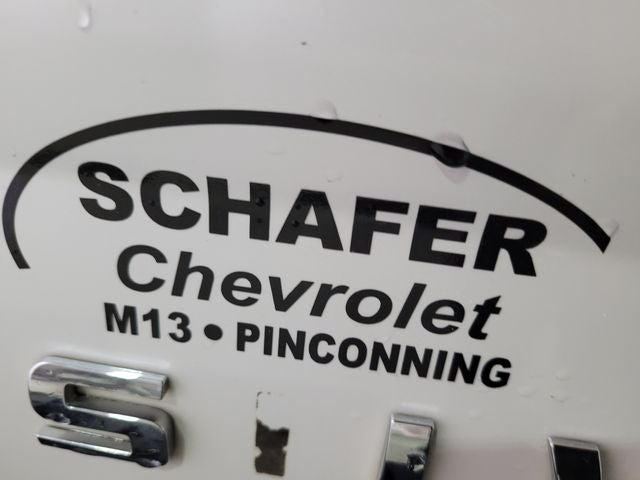 SCHAFER
Chevrolet
M13 • PINCONNING
S